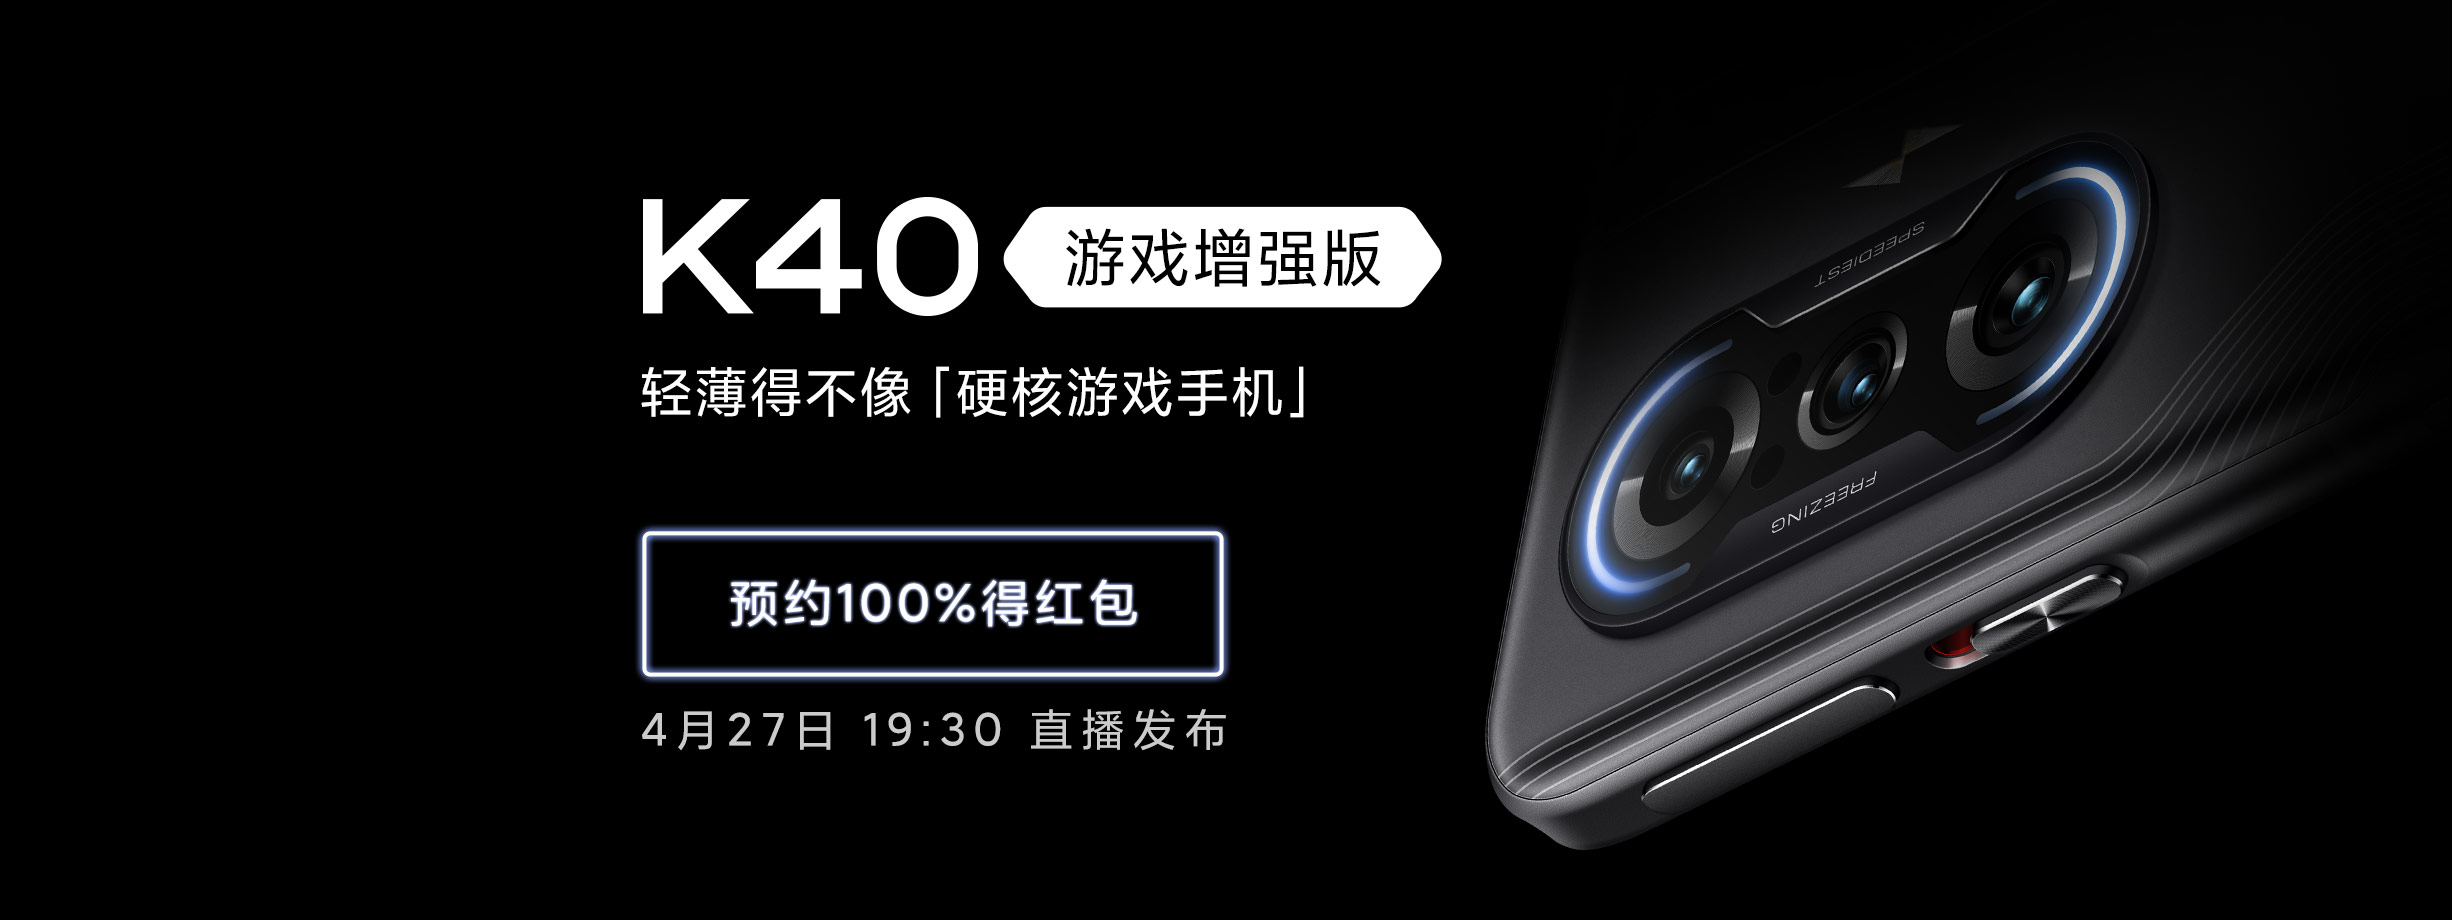 K40 游戏增强版
轻薄得不像「硬核游戏手机」
预约100%得红包
4月27日 19:30 直播发布
SPEEDIEST
FREEZING